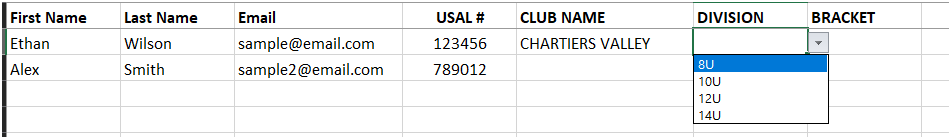 First Name Last Name Email USAL # CLUB NAME DIVISION BRACKET
Ethan Wilson sample@email.com 123456 CHARTIERS VALLEY
Alex Smith sample2@email.com 789012
8U
10U
12U
14U